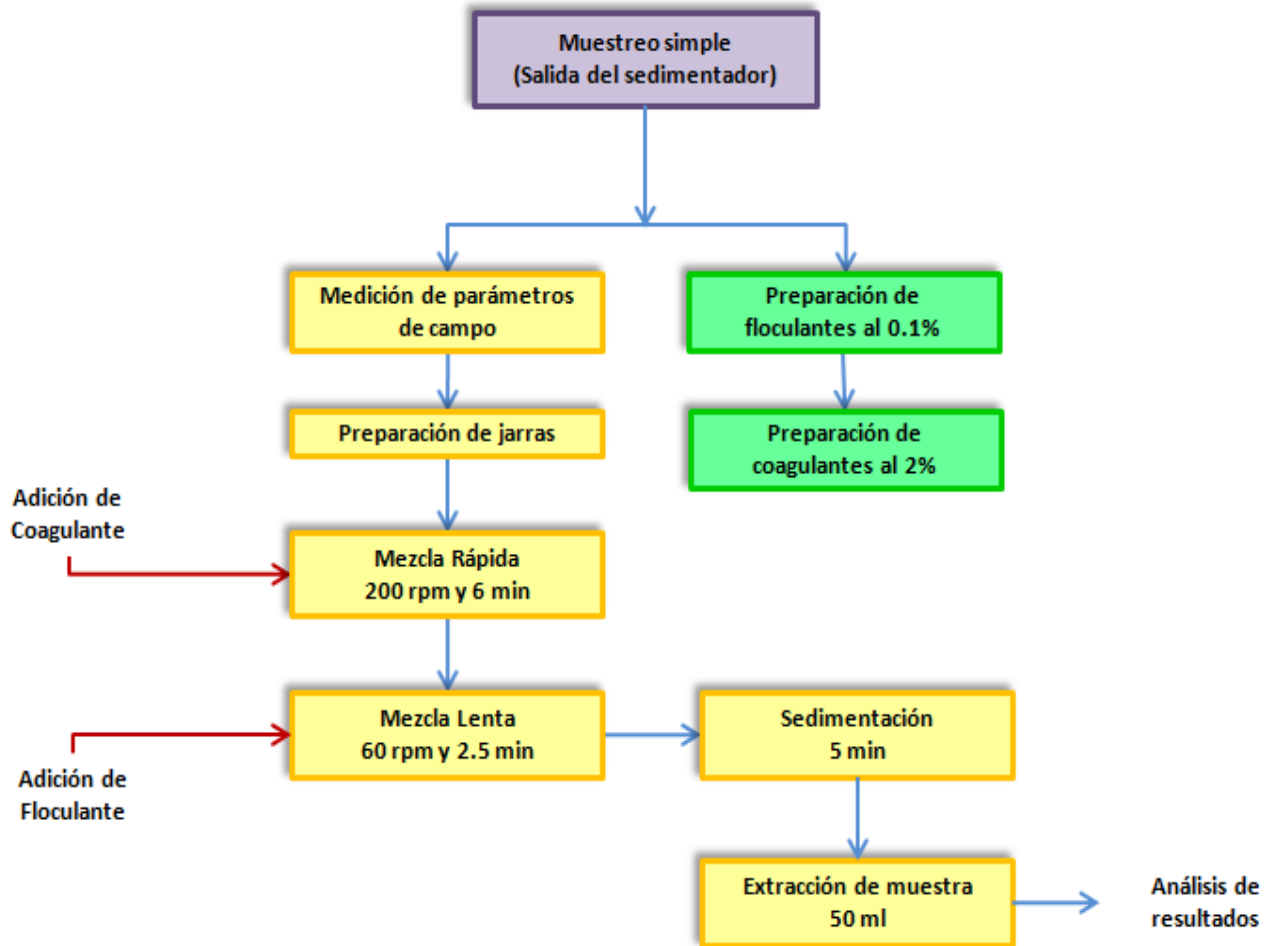 Muestreo simple
(Salida del sedimentador)
Medición de parámetros
de campo
Preparación de
floculantes al 0.1%
Preparación de jarras
Preparación de
coagulantes al 2%
Adición de
Coagulante
Mezcla Rápida
200 rpm y 6 min
Mezcla Lenta
60 rpm y 2.5 min
Sedimentación
5 min
Adición de
Floculante
Extracción de muestra
50 ml
Análisis de
resultados